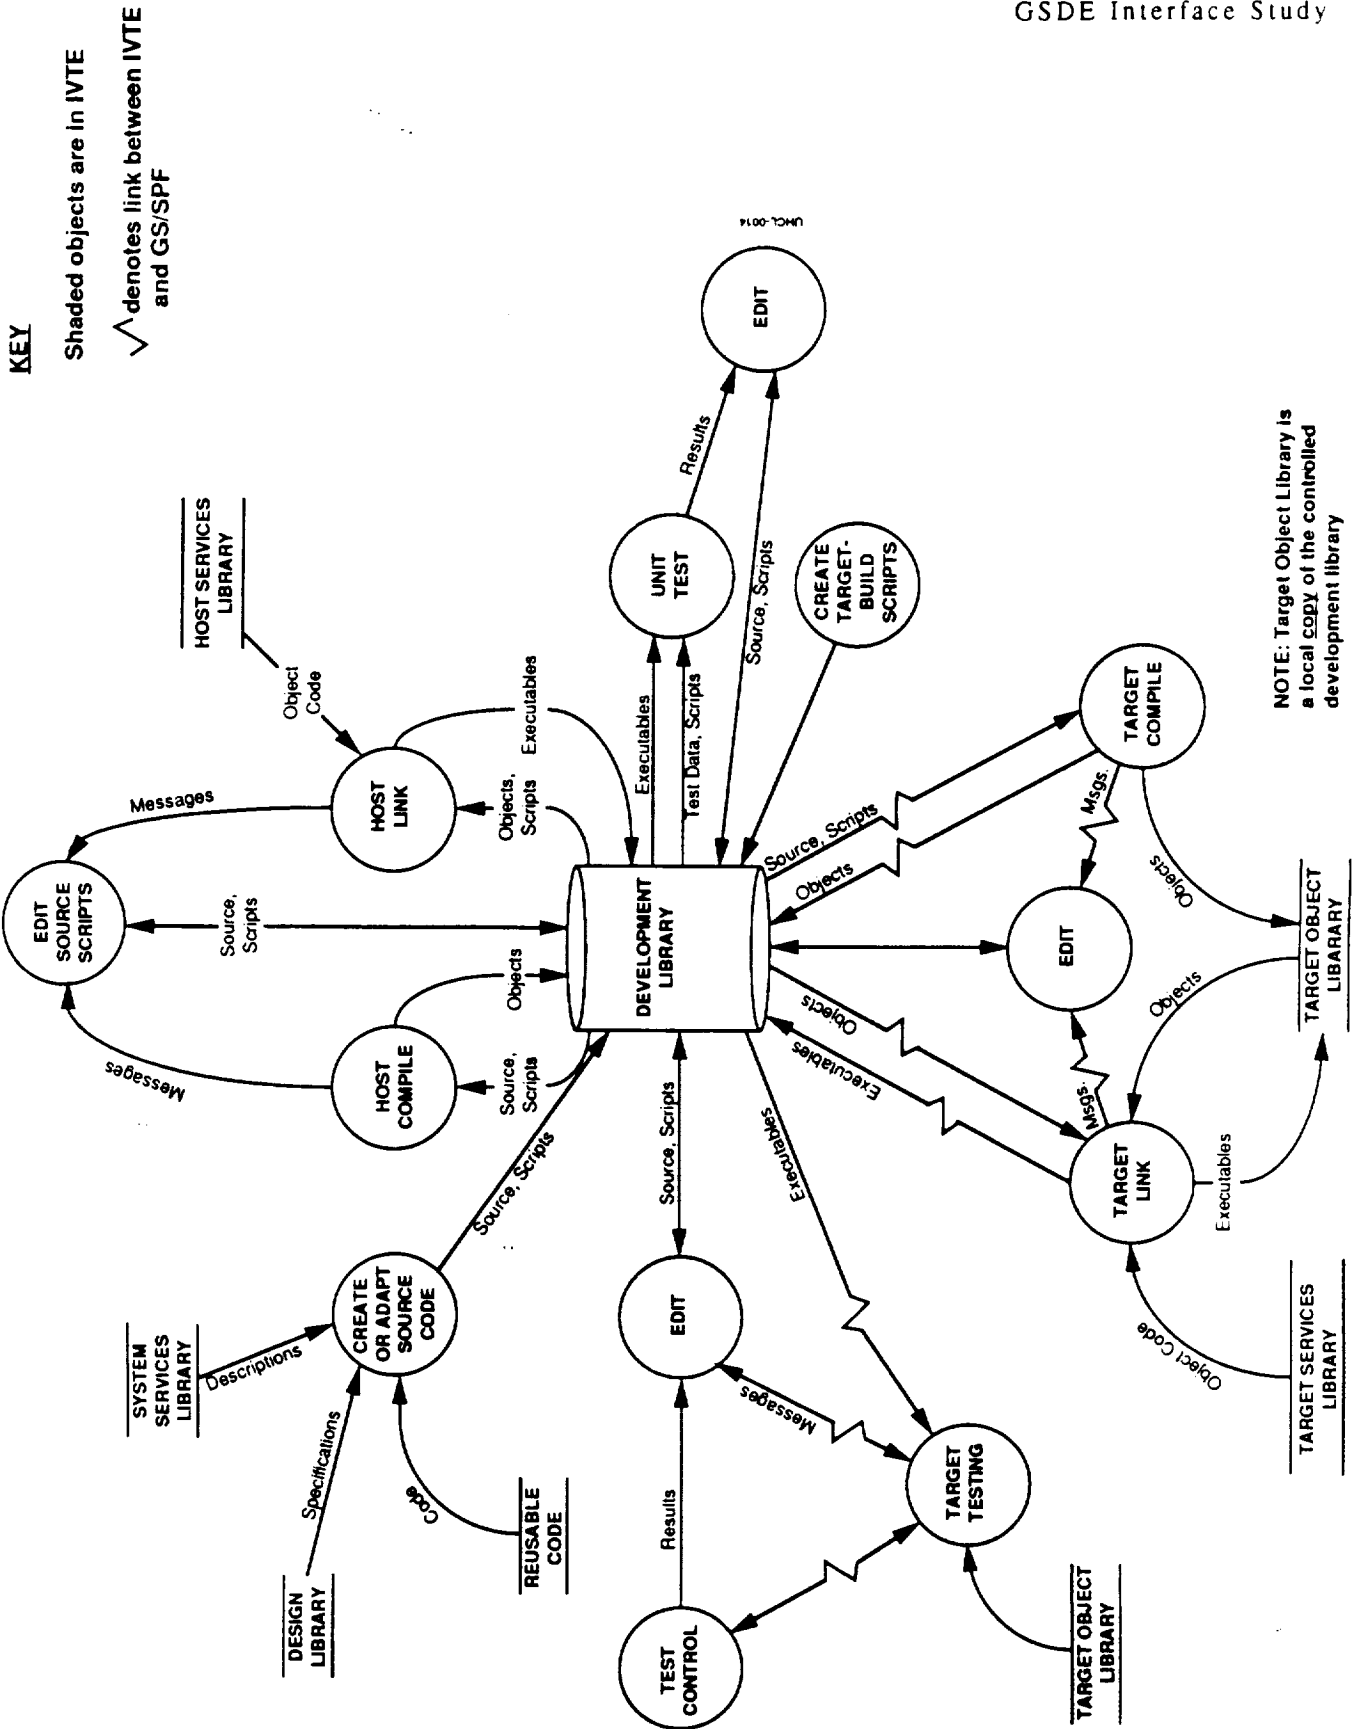 GSDE Interface Study
KEY
Shaded objects are in IVTE
denotes link between IVTE
and GS/SPF
UHCL-0014
EDIT
SOURCE
SCRIPTS
Messages
Messages
Source,
Scripts
HOST SERVICES
LIBRARY
Object
Code
HOST
LINK
Executables
Objects,
Scripts
HOST
COMPILE
Objects
Source,
Scripts
SYSTEM
SERVICES
LIBRARY
Descriptions
DESIGN
LIBRARY
Specifications
REUSABLE
CODE
Code
CREATE
OR ADAPT
SOURCE
CODE
Source, Scripts
DEVELOPMENT
LIBRARY
Executables
Test Data, Scripts
UNIT
TEST
Results
EDIT
Source, Scripts
CREATE
TARGET-
BUILD
SCRIPTS
Source, Scripts
EDIT
Results
TEST
CONTROL
Messages
Executables
TARGET
TESTING
TARGET OBJECT
LIBRARY
Source, Scripts
Objects
TARGET
COMPILE
Msgs.
Objects
EDIT
Objects
Executables
Msgs.
TARGET
LINK
Objects
TARGET OBJECT
LIBARARY
Executables
Object Code
TARGET SERVICES
LIBRARY
NOTE: Target Object Library is
a local copy of the controlled
development library